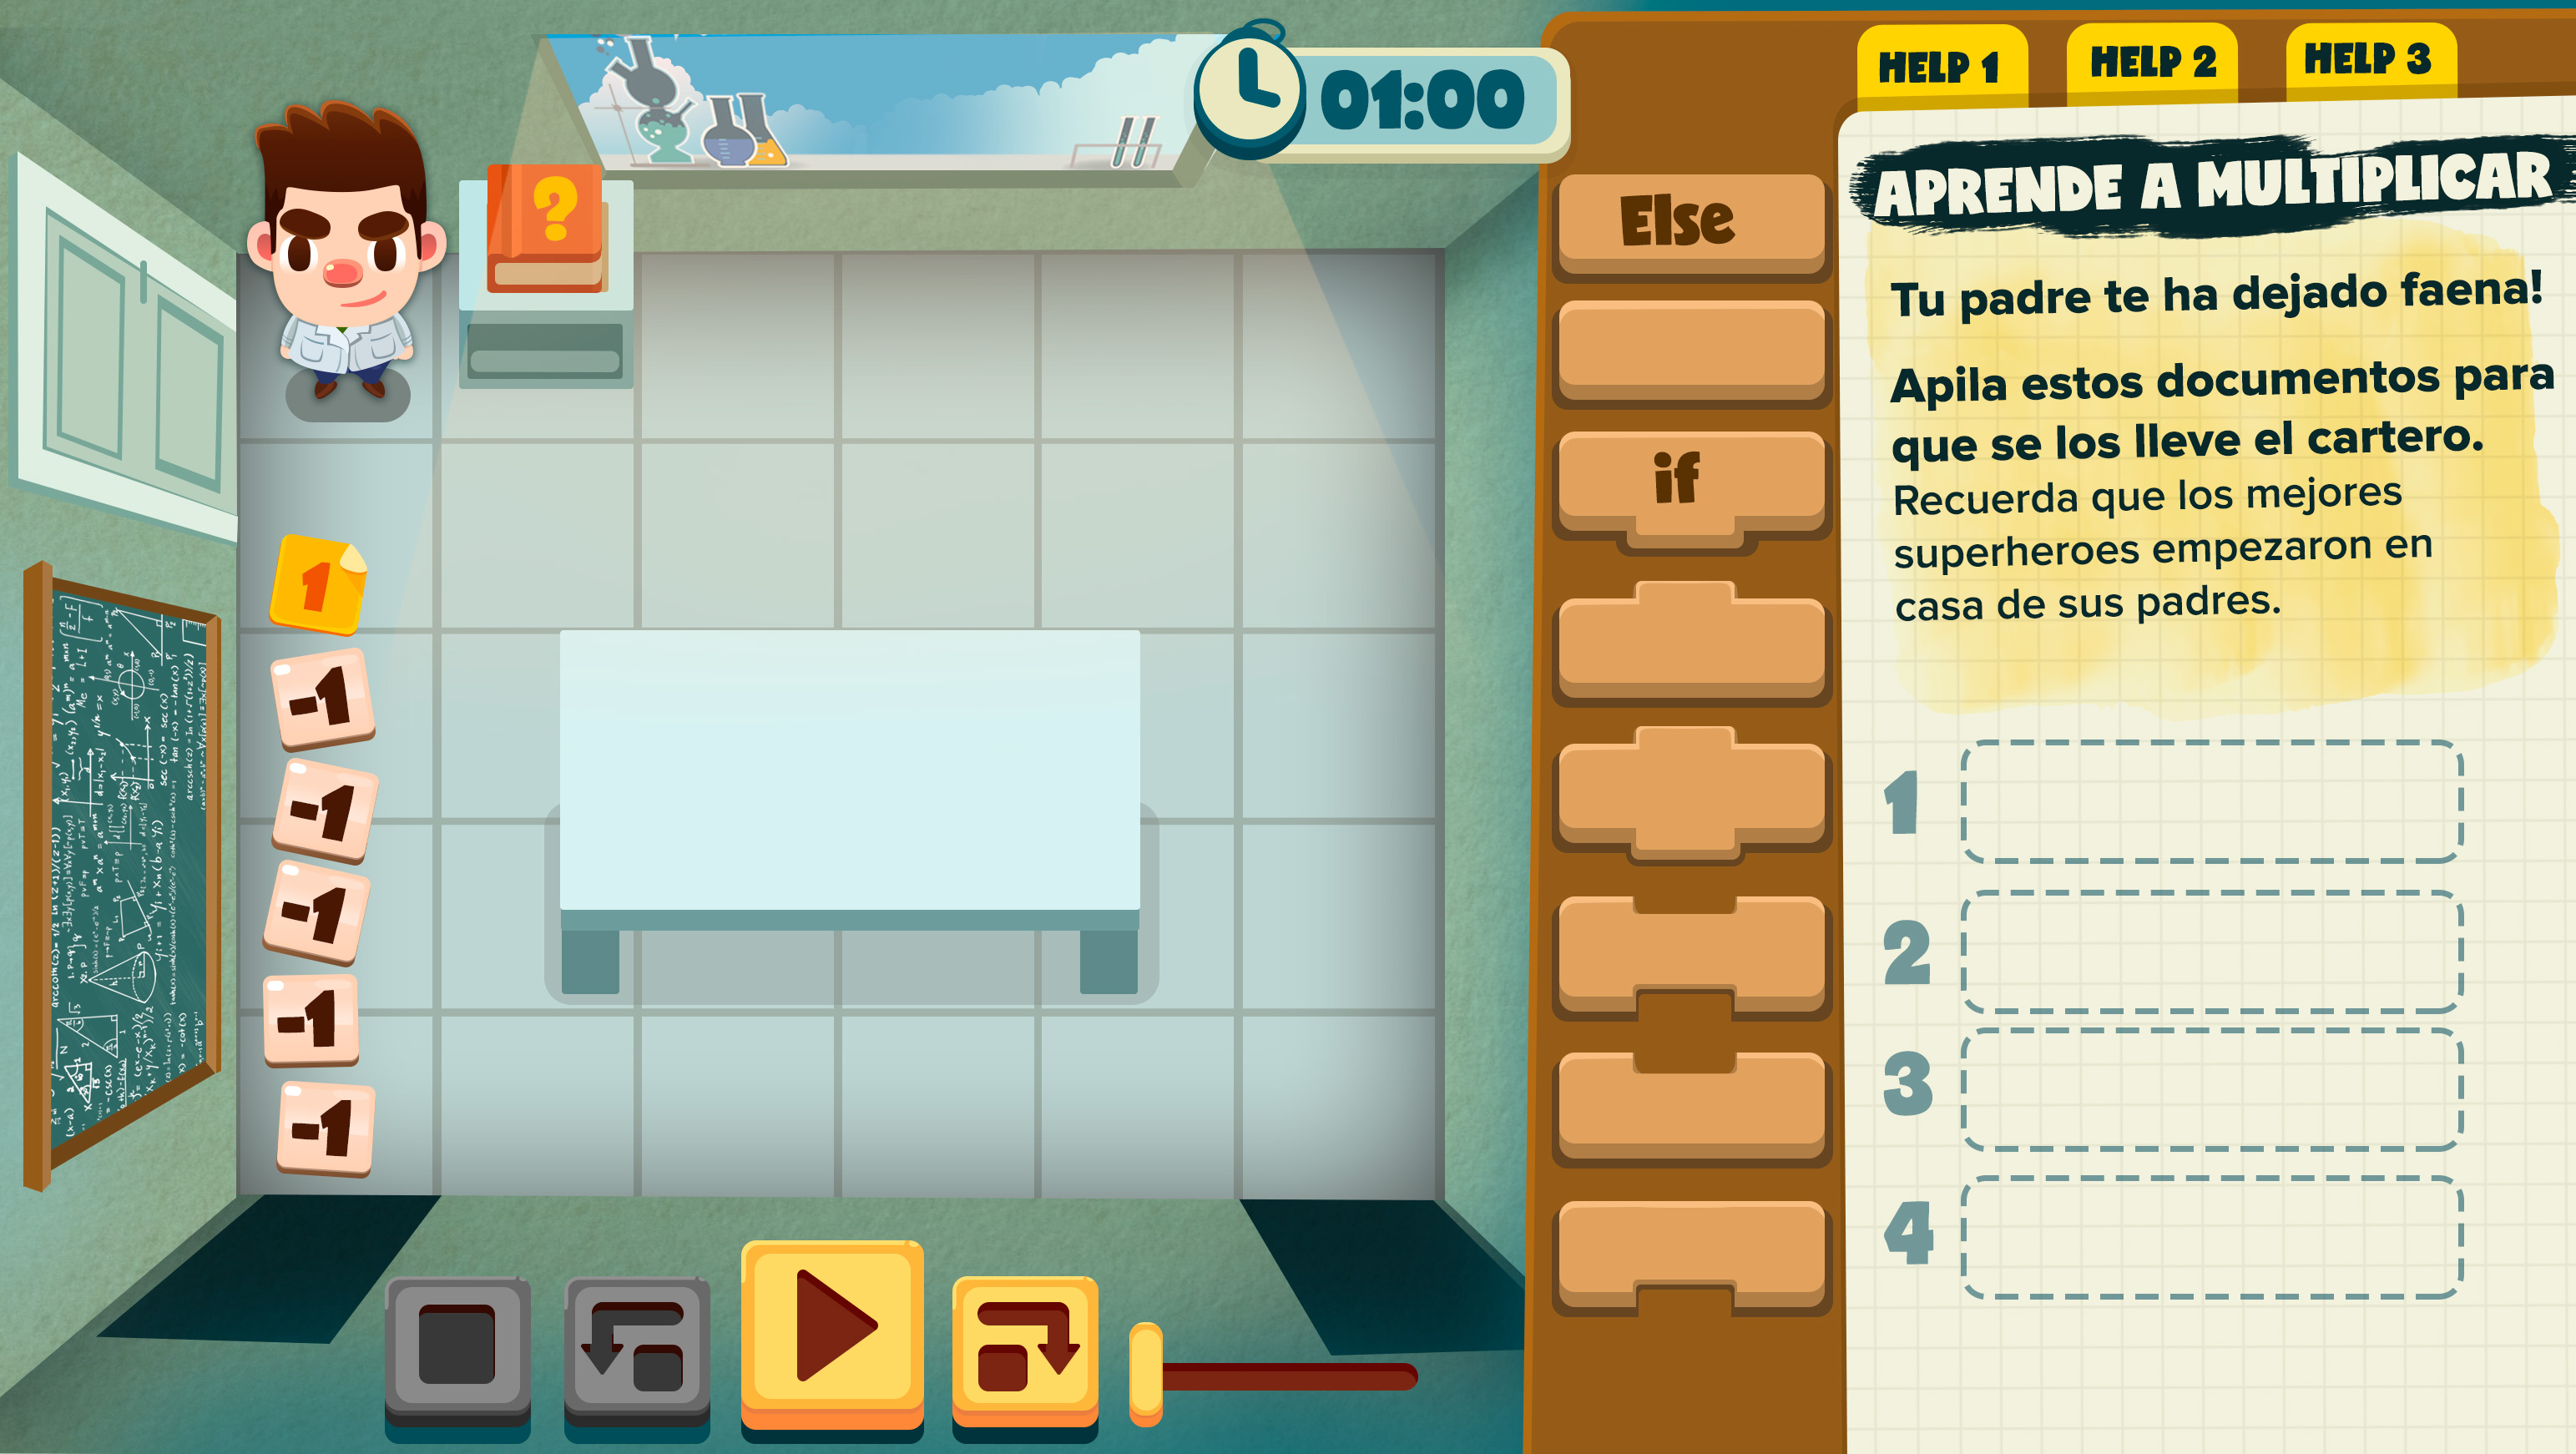 01:00
HELP 1
HELP 2
HELP 3
?
Else
if
APRENDE A MULTIPLICAR
Tu padre te ha dejado faena!
Apila estos documentos para
que se los lleve el cartero.
Recuerda que los mejores
superheroes empezaron en
casa de sus padres.
1
2
3
4
1
-1
-1
-1
-1
-1